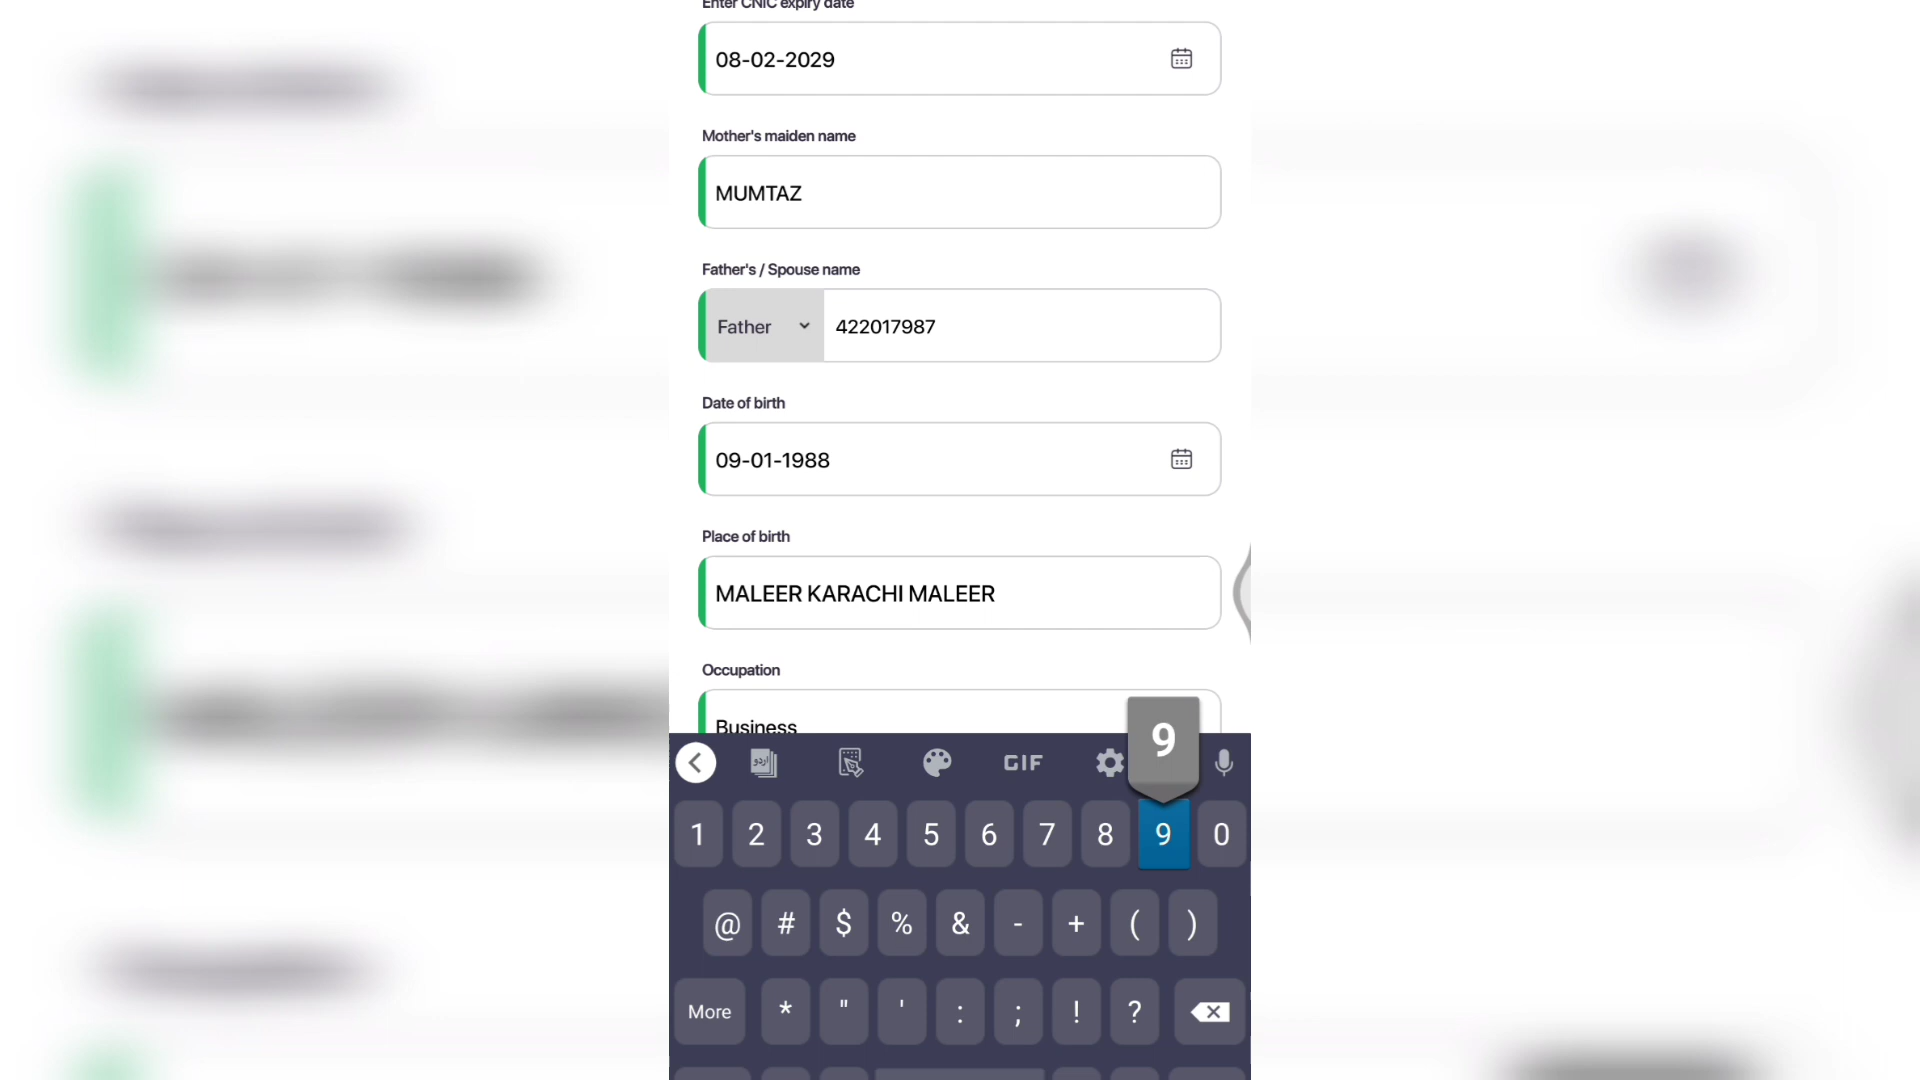 Enter CNIC expiry date
08-02-2029
Mother's maiden name
MUMTAZ
Father's / Spouse name
Father 422017987
Date of birth
09-01-1988
Place of birth
MALEER KARACHI MALEER
Occupation
Business
9
اردو GIF
1 2 3 4 5 6 7 8 9 0
@ # $ % & - + ( )
More * " ' : ; ! ?